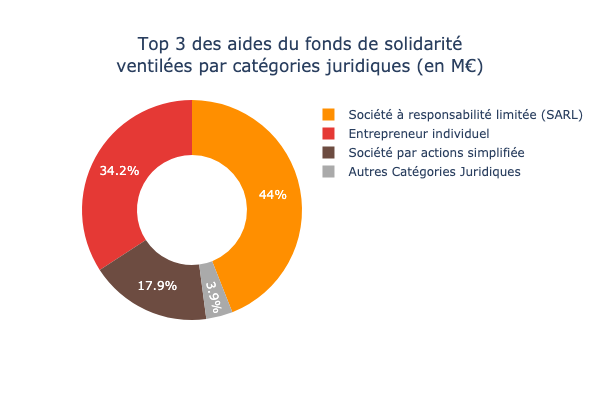 Top 3 des aides du fonds de solidarité
ventilées par catégories juridiques (en M€)
Société à responsabilité limitée (SARL)
Entrepreneur individuel
Société par actions simplifiée
Autres Catégories Juridiques
34.2%
44%
17.9%
3.9%